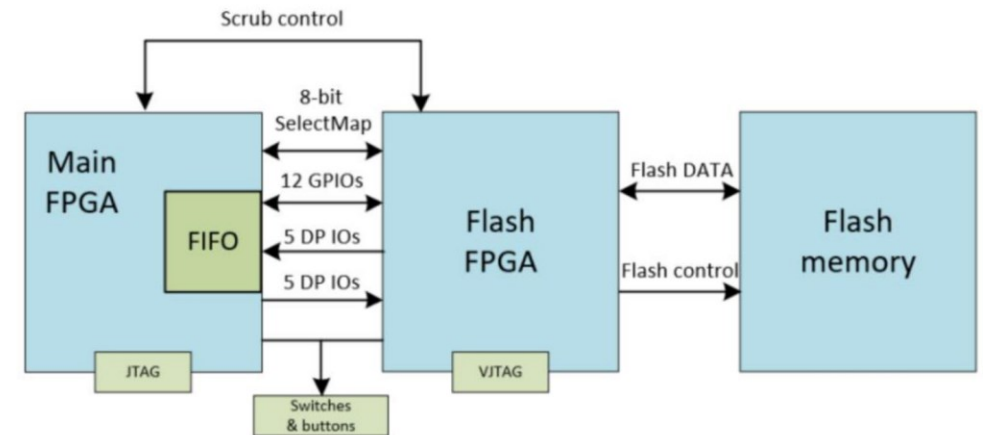 Scrub control
8-bit
SelectMap
Main
FPGA
12 GPIOs
FIFO
5 DP IOs
5 DP IOs
Flash
FPGA
Flash DATA
Flash control
Flash
memory
JTAG
VJTAG
Switches
& buttons